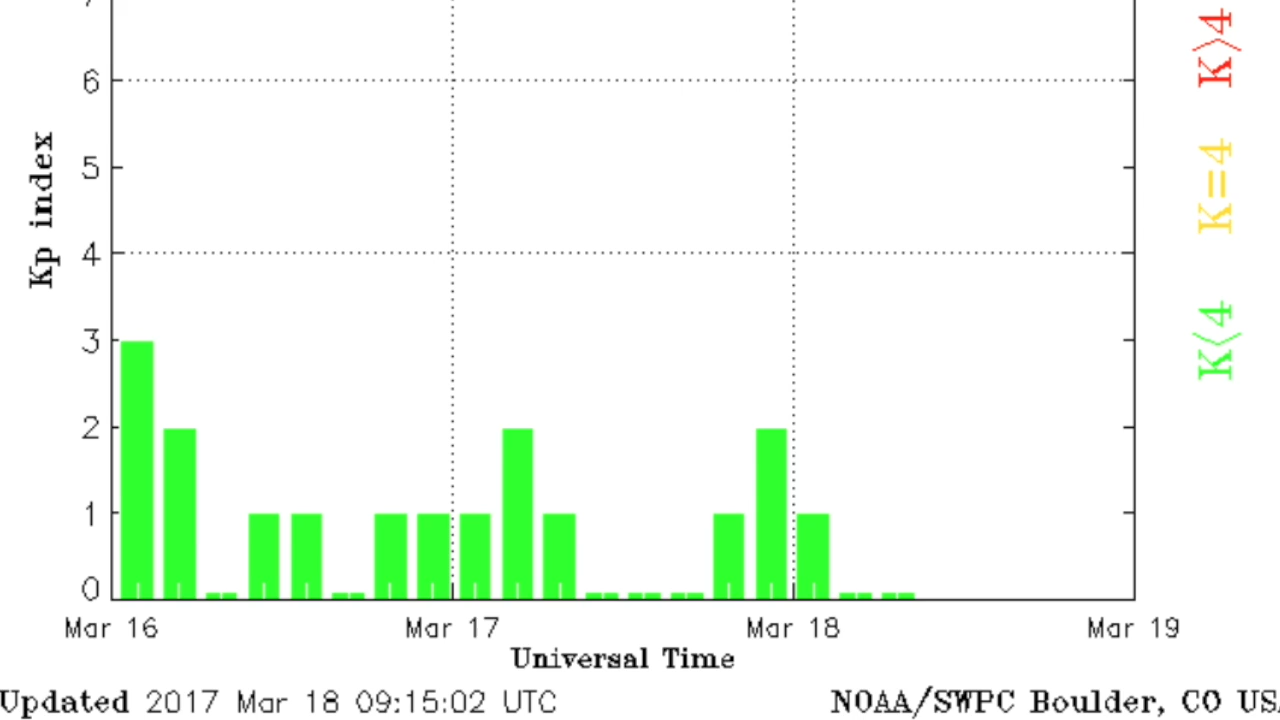 7
6
5
4
3
2
1
0
Kp index
K>4
K=4
K<4
Mar 16 Mar 17 Mar 18 Mar 19
Universal Time
Updated 2017 Mar 18 09:15:02 UTC
NOAA/SWPC Boulder, CO USA